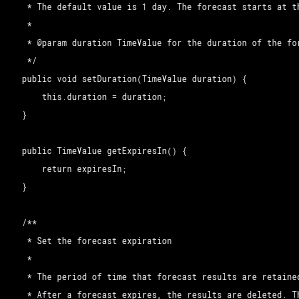 * The default value is 1 day. The forecast starts at
*
* @param duration TimeValue for the duration of the
*/
public void setDuration(TimeValue duration) {
this.duration = duration;
}
public TimeValue getExpiresIn() {
return expiresIn;
}
/**
* Set the forecast expiration
*
* The period of time that forecast results are retained
* After a forecast expires, the results are deleted.